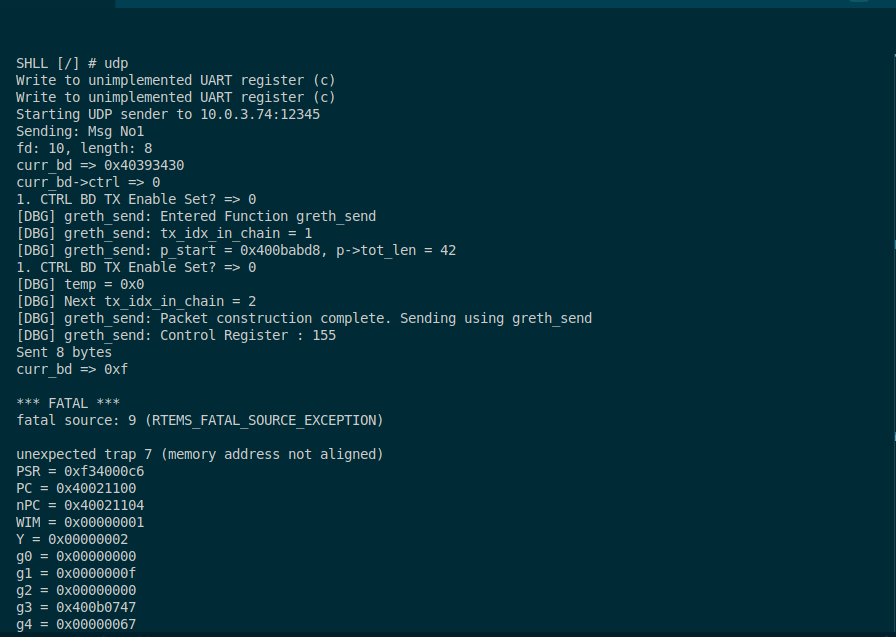 SHLL [/] # udp
Write to unimplemented UART register (c)
Write to unimplemented UART register (c)
Starting UDP sender to 10.0.3.74:12345
Sending: Msg No1
fd: 10, length: 8
curr_bd => 0x40393430
curr_bd->ctrl => 0
1. CTRL BD TX Enable Set? => 0
[DBG] greth_send: Entered Function greth_send
[DBG] greth_send: tx_idx_in_chain = 1
[DBG] greth_send: p_start = 0x400babd8, p->tot_len = 42
1. CTRL BD TX Enable Set? => 0
[DBG] temp = 0x0
[DBG] Next tx_idx_in_chain = 2
[DBG] greth_send: Packet construction complete. Sending using greth_send
[DBG] greth_send: Control Register : 155
Sent 8 bytes
curr_bd => 0xf
*** FATAL ***
fatal source: 9 (RTEMS_FATAL_SOURCE_EXCEPTION)
unexpected trap 7 (memory address not aligned)
PSR = 0xf34000c6
PC = 0x40021100
nPC = 0x40021104
WIM = 0x00000001
Y = 0x00000002
g0 = 0x00000000
g1 = 0x0000000f
g2 = 0x00000000
g3 = 0x400b0747
g4 = 0x00000067